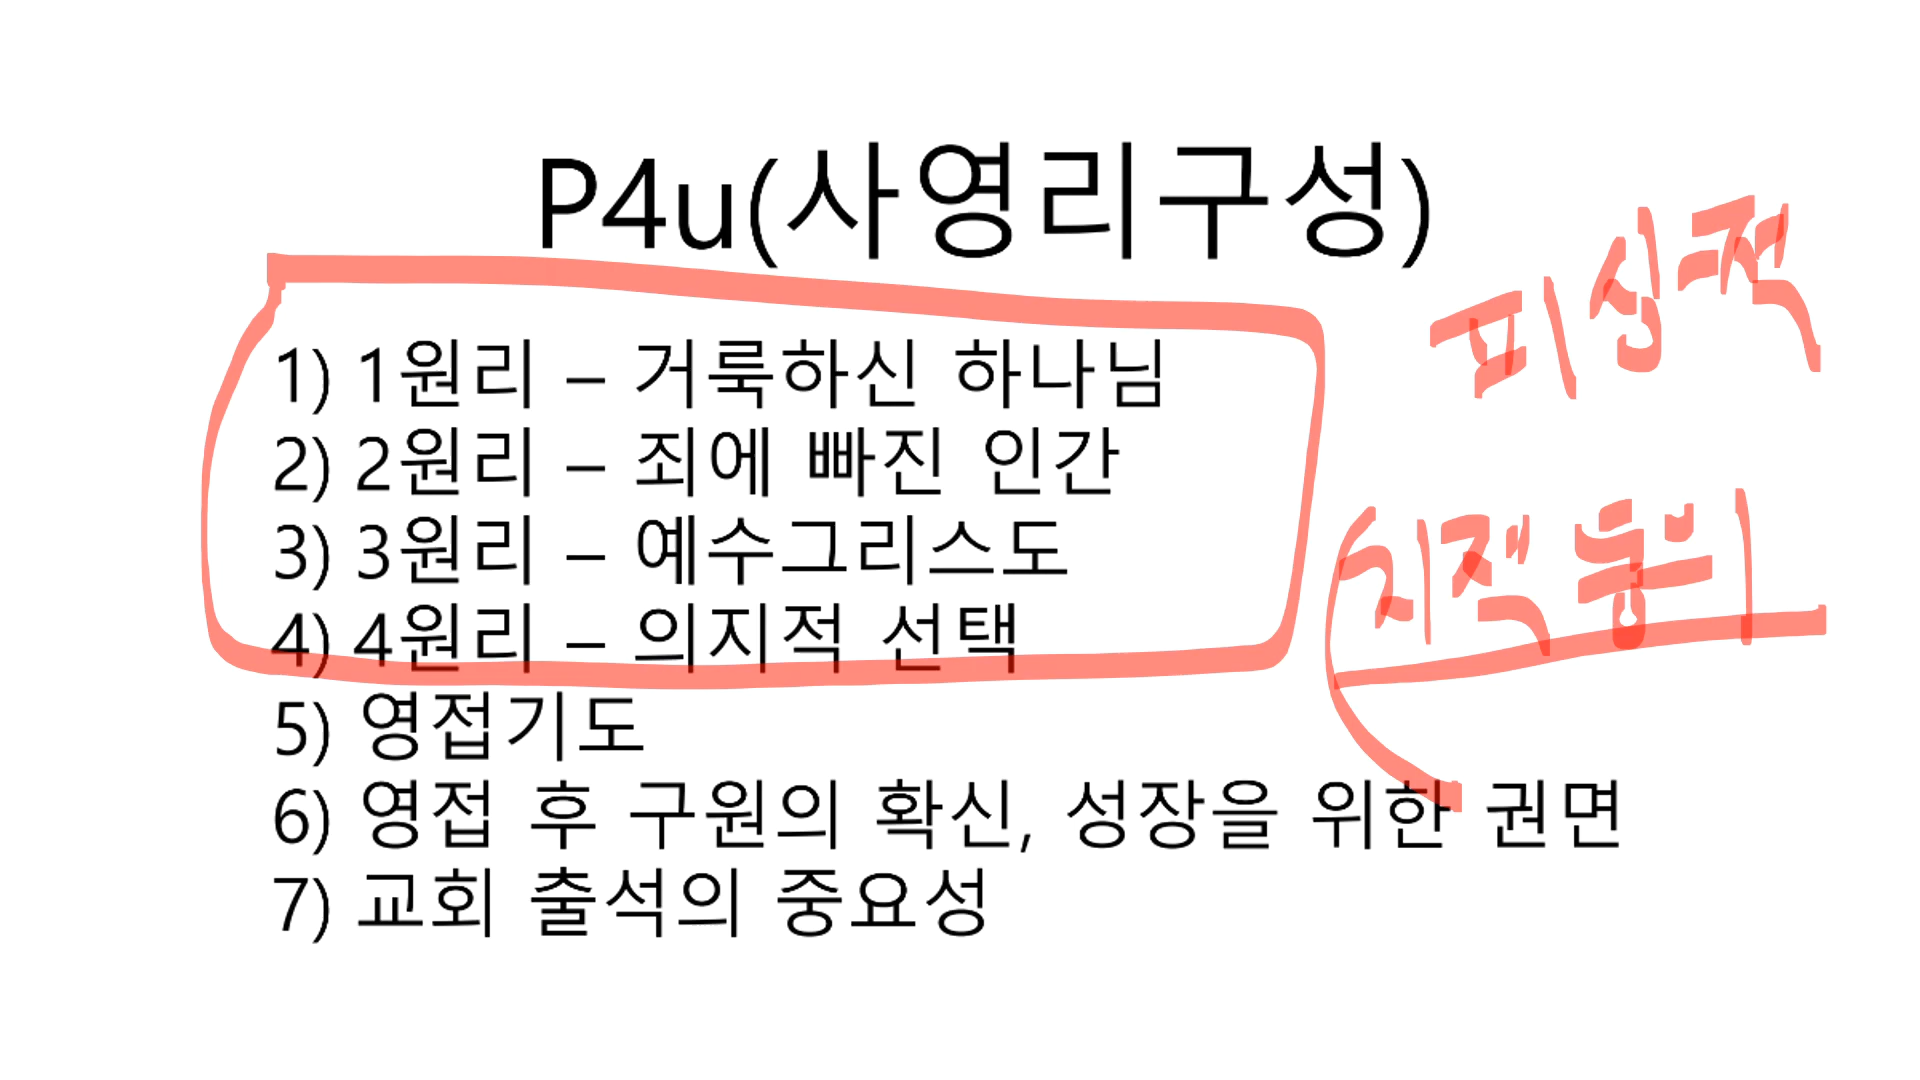 P4u(사영리구성)
피상적
1) 1원리 – 거룩하신 하나님
2) 2원리 – 죄에 빠진 인간
3) 3원리 – 예수그리스도
지적 동의
4) 4원리 – 의지적 선택
5) 영접기도
6) 영접 후 구원의 확신, 성장을 위한 권면
7) 교회 출석의 중요성